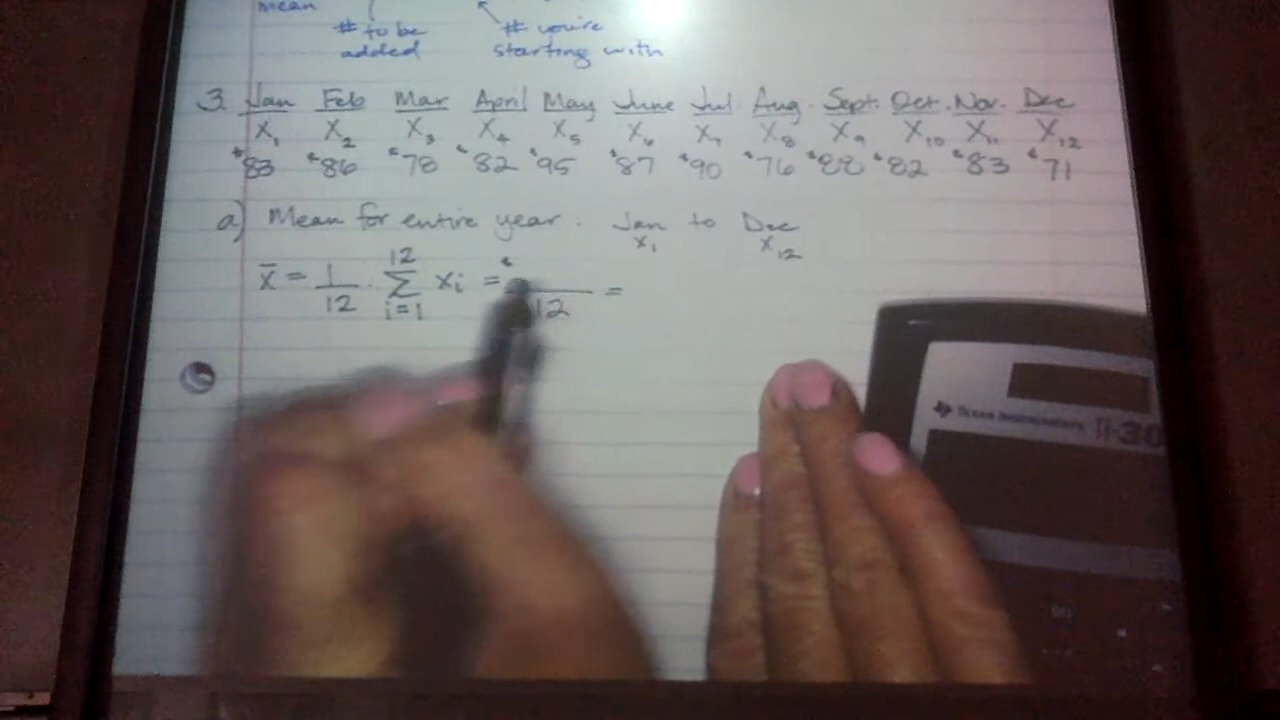 mean
# to be # you're
added starting with
3. Jan Feb Mar April May June Jul Aug. Sept. Oct. Nov. Dec
x₁ x₂ x₃ x₄ x₅ x₆ x₇ x₈ x₉ x₁₀ x₁₁ x₁₂
$83 $86 $78 $82 $95 $87 $90 $76 $88 $82 $83 $71
a) Mean for entire year. Jan to Dec
x₁ x₁₂
x̄ = 1/12 · 12 Σ i=1 xi = 12 =
Texas Instruments TI-30